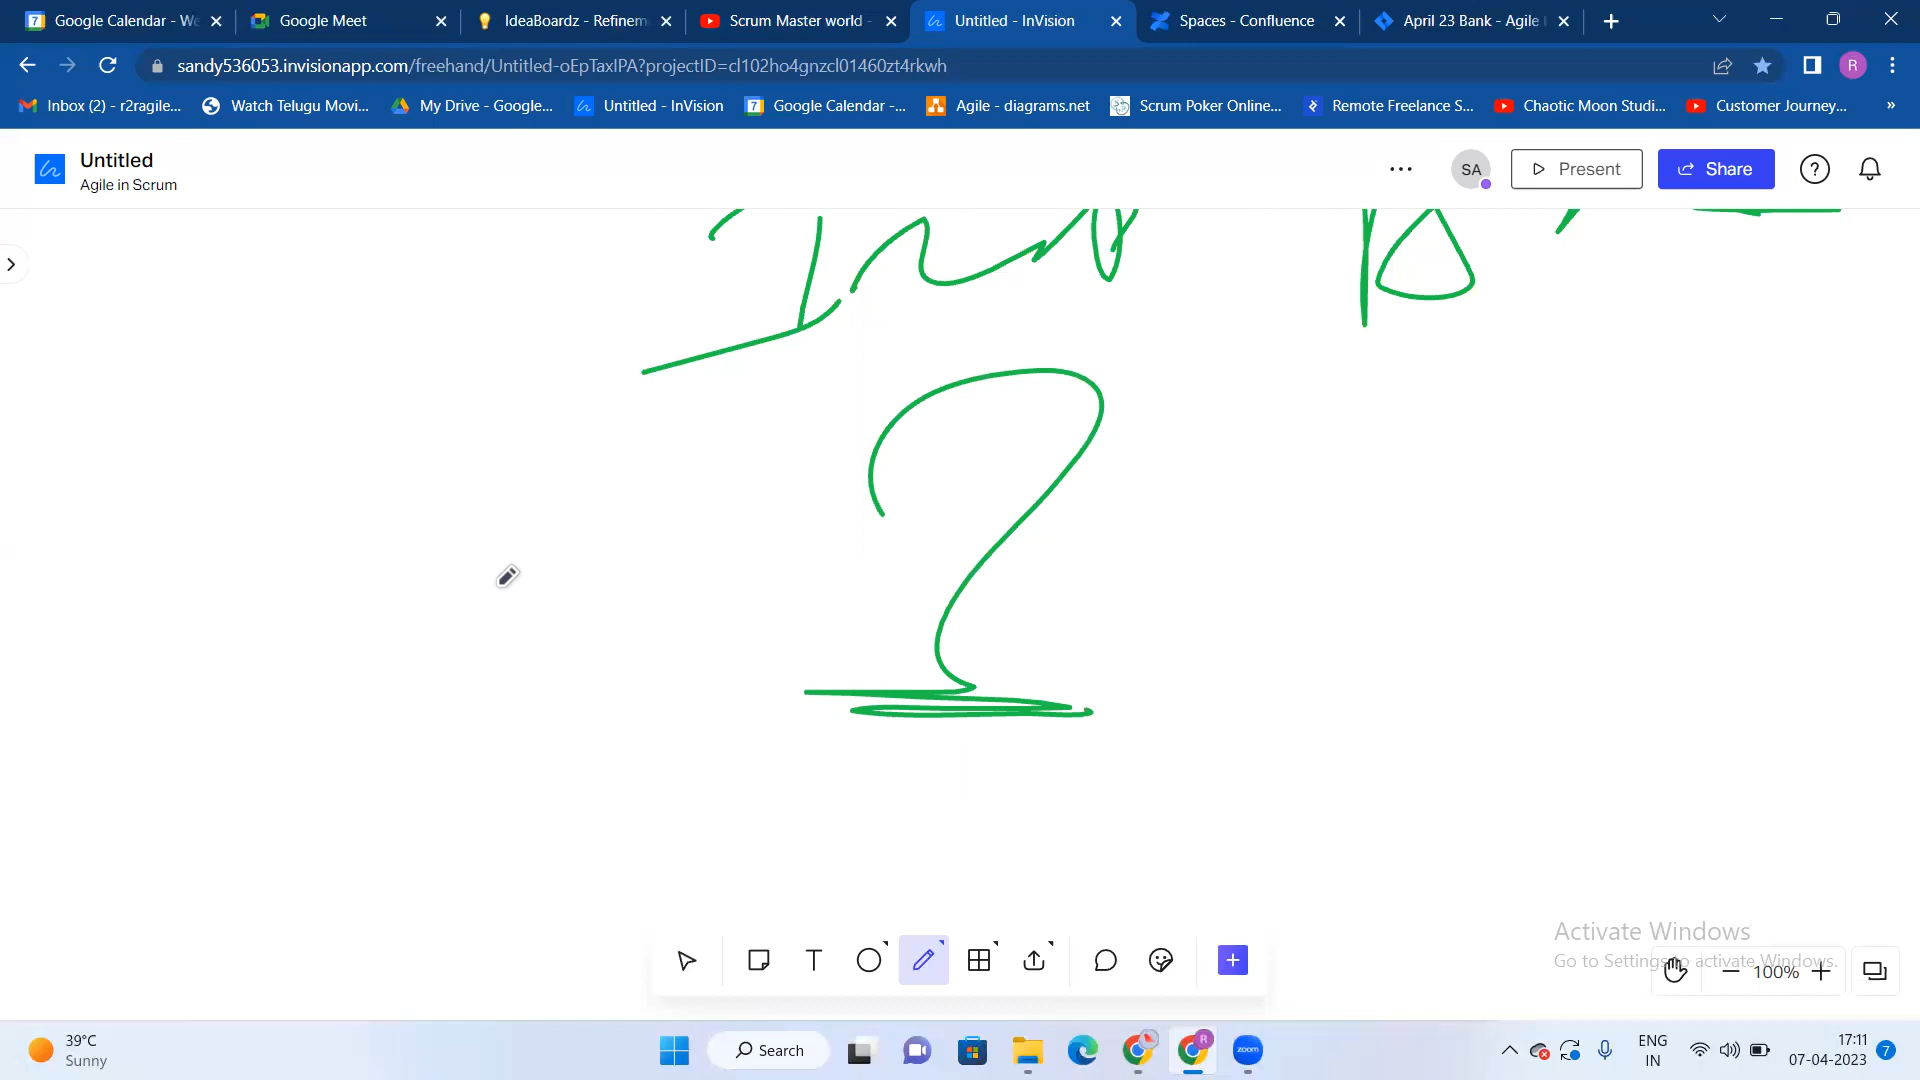 Google Calendar - We
Google Meet
IdeaBoardz - Refinem
Scrum Master world -
Untitled - InVision
Spaces - Confluence
April 23 Bank - Agile
sandy536053.invisionapp.com/freehand/Untitled-oEpTaxIPA?projectID=cl102ho4gnzcl01460zt4rkwh
R
Inbox (2) - r2ragile...
Watch Telugu Movi...
My Drive - Google...
Untitled - InVision
Google Calendar -...
Agile - diagrams.net
Scrum Poker Online...
Remote Freelance S...
Chaotic Moon Studi...
Customer Journey...
»
Untitled
Agile in Scrum
SA
Present
Share
?
Activate Windows
Go to Settings to activate Windows.
100%
39°C
Sunny
Search
zoom
ENG
IN
17:11
07-04-2023
7